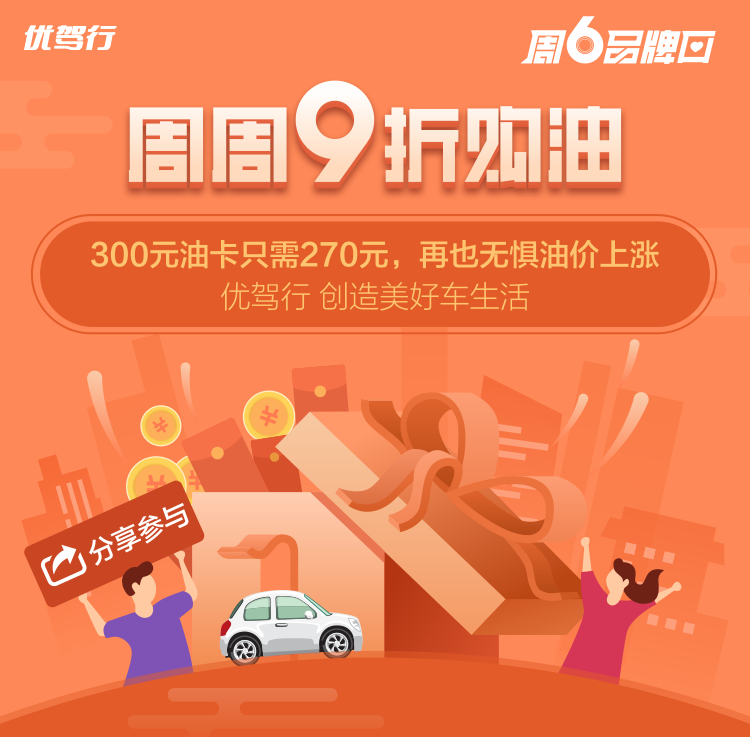 优驾行
周6品牌日
周周9折购油
300元油卡只需270元，再也无惧油价上涨
优驾行 创造美好车生活
分享参与